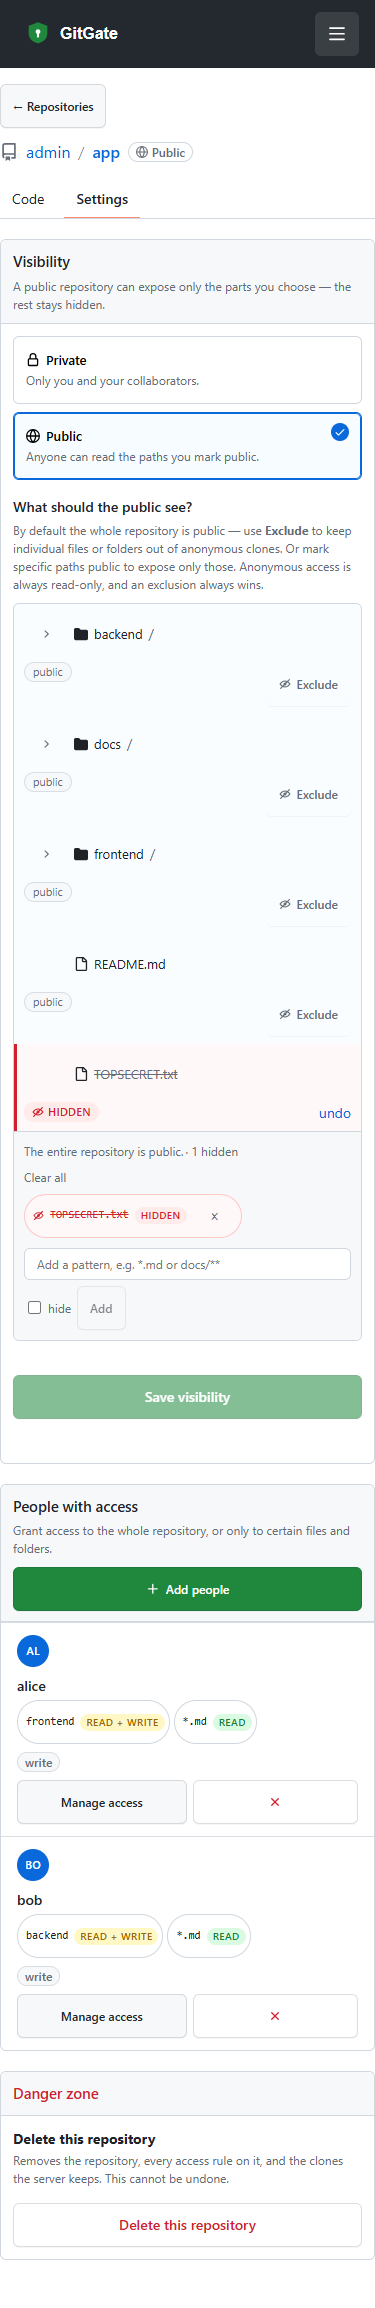 GitGate
← Repositories
admin / app Public
Code Settings
Visibility
A public repository can expose only the parts you choose — the
rest stays hidden.
Private
Only you and your collaborators.
Public
Anyone can read the paths you mark public.
What should the public see?
By default the whole repository is public — use Exclude to keep
individual files or folders out of anonymous clones. Or mark
specific paths public to expose only those. Anonymous access is
always read-only, and an exclusion always wins.
backend /
public
Exclude
docs /
public
Exclude
frontend /
public
Exclude
README.md
public
Exclude
TOPSECRET.txt
HIDDEN
undo
The entire repository is public. · 1 hidden
Clear all
TOPSECRET.txt HIDDEN x
Add a pattern, e.g. *.md or docs/**
hide Add
Save visibility
People with access
Grant access to the whole repository, or only to certain files and
folders.
+ Add people
AL
alice
frontend READ + WRITE *.md READ
write
Manage access ✕
BO
bob
backend READ + WRITE *.md READ
write
Manage access ✕
Danger zone
Delete this repository
Removes the repository, every access rule on it, and the clones
the server keeps. This cannot be undone.
Delete this repository